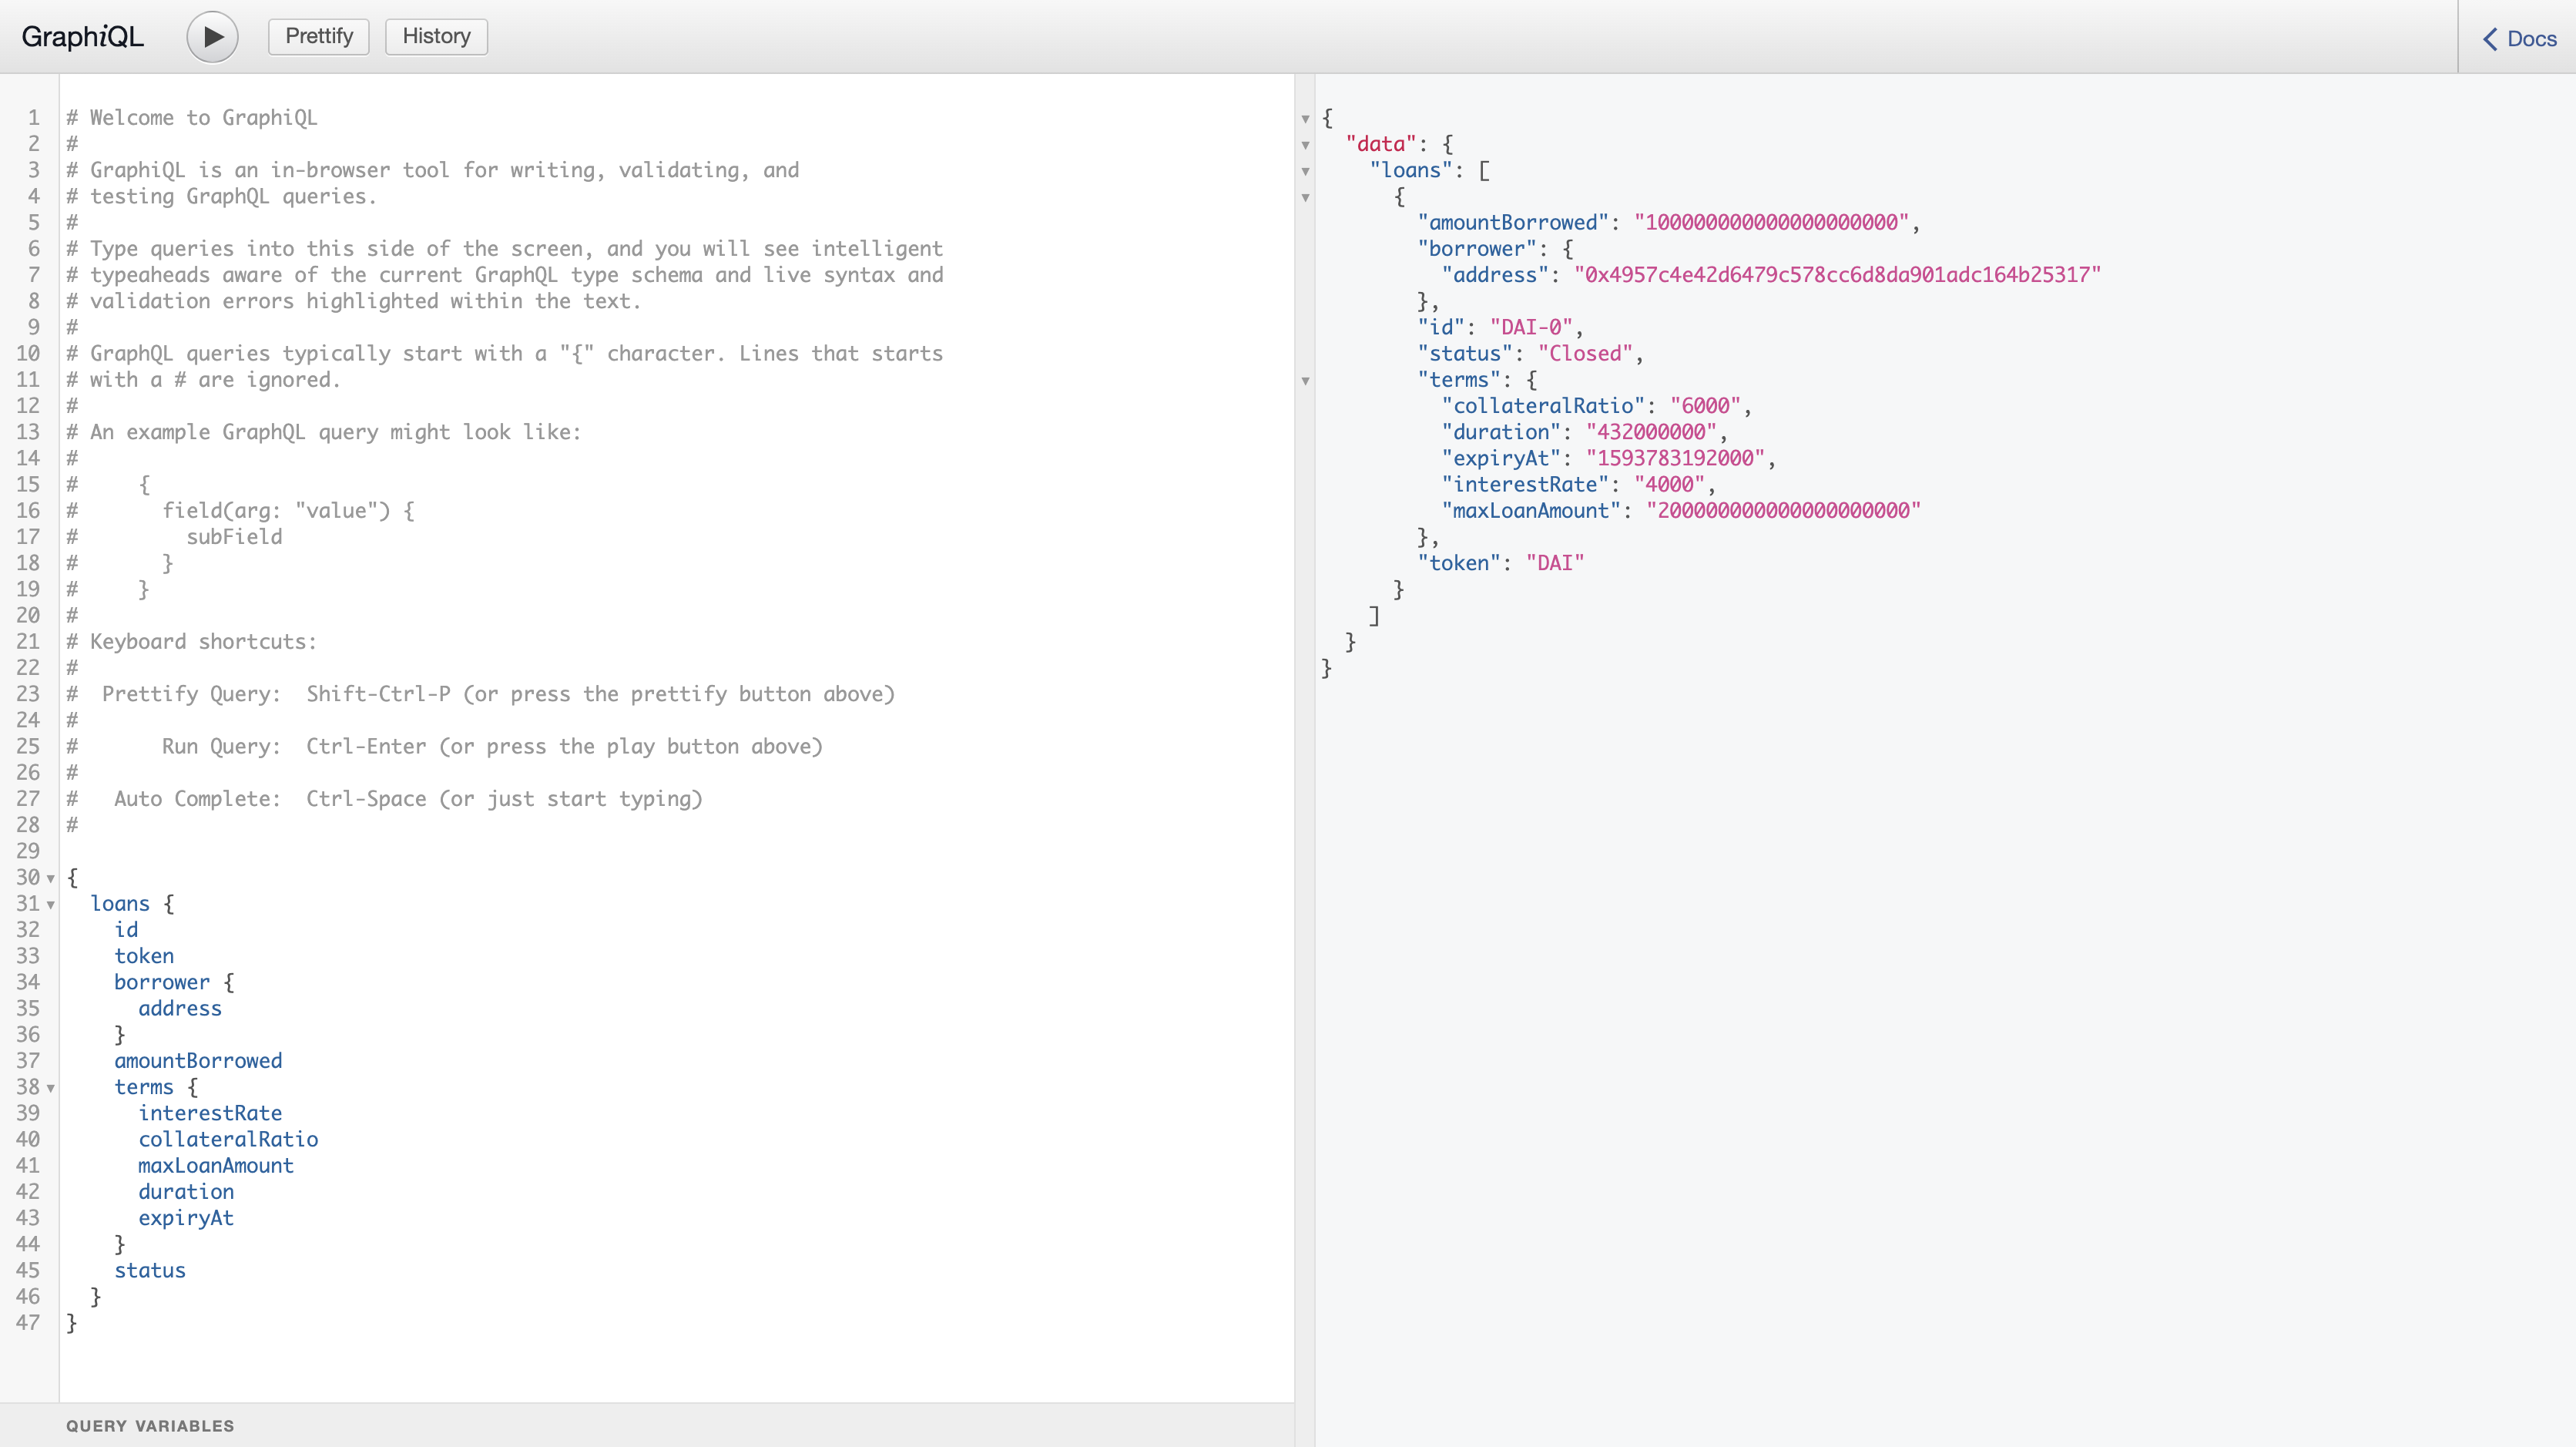 GraphiQL
Prettify
History
Docs
1 # Welcome to GraphiQL
2 #
3 # GraphiQL is an in-browser tool for writing, validating, and
4 # testing GraphQL queries.
5 #
6 # Type queries into this side of the screen, and you will see intelligent
7 # typeaheads aware of the current GraphQL type schema and live syntax and
8 # validation errors highlighted within the text.
9 #
10 # GraphQL queries typically start with a "{" character. Lines that starts
11 # with a # are ignored.
12 #
13 # An example GraphQL query might look like:
14 #
15 #     {
16 #       field(arg: "value") {
17 #         subField
18 #       }
19 #     }
20 #
21 # Keyboard shortcuts:
22 #
23 #  Prettify Query:  Shift-Ctrl-P (or press the prettify button above)
24 #
25 #       Run Query:  Ctrl-Enter (or press the play button above)
26 #
27 #   Auto Complete:  Ctrl-Space (or just start typing)
28 #
29
30 {
31   loans {
32     id
33     token
34     borrower {
35       address
36     }
37     amountBorrowed
38     terms {
39       interestRate
40       collateralRatio
41       maxLoanAmount
42       duration
43       expiryAt
44     }
45     status
46   }
47 }
QUERY VARIABLES
{
  "data": {
    "loans": [
      {
        "amountBorrowed": "100000000000000000000",
        "borrower": {
          "address": "0x4957c4e42d6479c578cc6d8da901adc164b25317"
        },
        "id": "DAI-0",
        "status": "Closed",
        "terms": {
          "collateralRatio": "6000",
          "duration": "432000000",
          "expiryAt": "1593783192000",
          "interestRate": "4000",
          "maxLoanAmount": "200000000000000000000"
        },
        "token": "DAI"
      }
    ]
  }
}